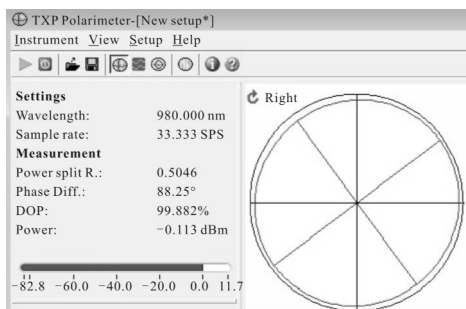 TXP Polarimeter-[New setup*]
Instrument View Setup Help
Settings
Wavelength: 980.000 nm
Sample rate: 33.333 SPS
Measurement
Power split R.: 0.5046
Phase Diff.: 88.25°
DOP: 99.882%
Power: −0.113 dBm
−82.8 −60.0 −40.0 −20.0 0.0 11.7
Right